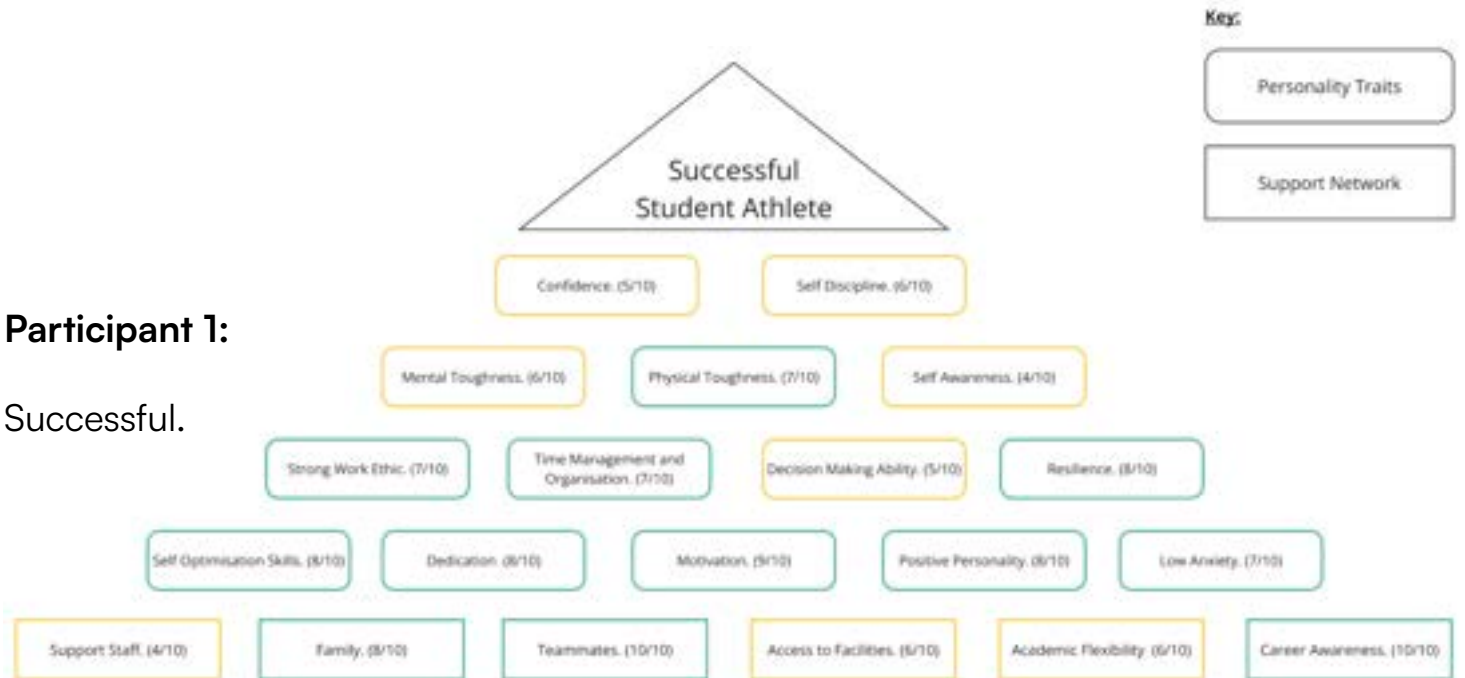 Key:
Personality Traits
Support Network
Successful
Student Athlete
Confidence. (5/10)
Self Discipline. (6/10)
Participant 1:
Successful.
Mental Toughness. (6/10)
Physical Toughness. (7/10)
Self Awareness. (4/10)
Strong Work Ethic. (7/10)
Time Management and
Organisation. (7/10)
Decision Making Ability. (5/10)
Resilience. (8/10)
Self Optimisation Skills. (8/10)
Dedication. (8/10)
Motivation. (9/10)
Positive Personality. (8/10)
Low Anxiety. (7/10)
Support Staff. (4/10)
Family. (8/10)
Teammates. (10/10)
Access to Facilities. (6/10)
Academic Flexibility. (6/10)
Career Awareness. (10/10)